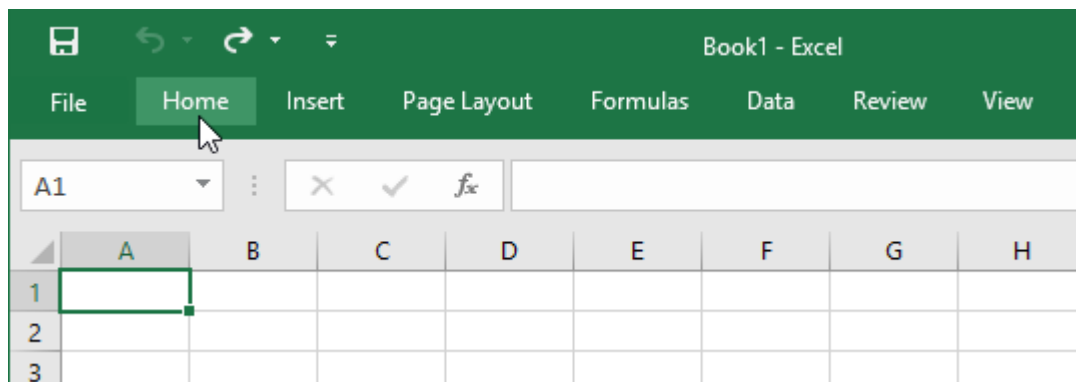 Book1 - Excel
File Home Insert Page Layout Formulas Data Review View
A1 fx
A B C D E F G H
1
2
3